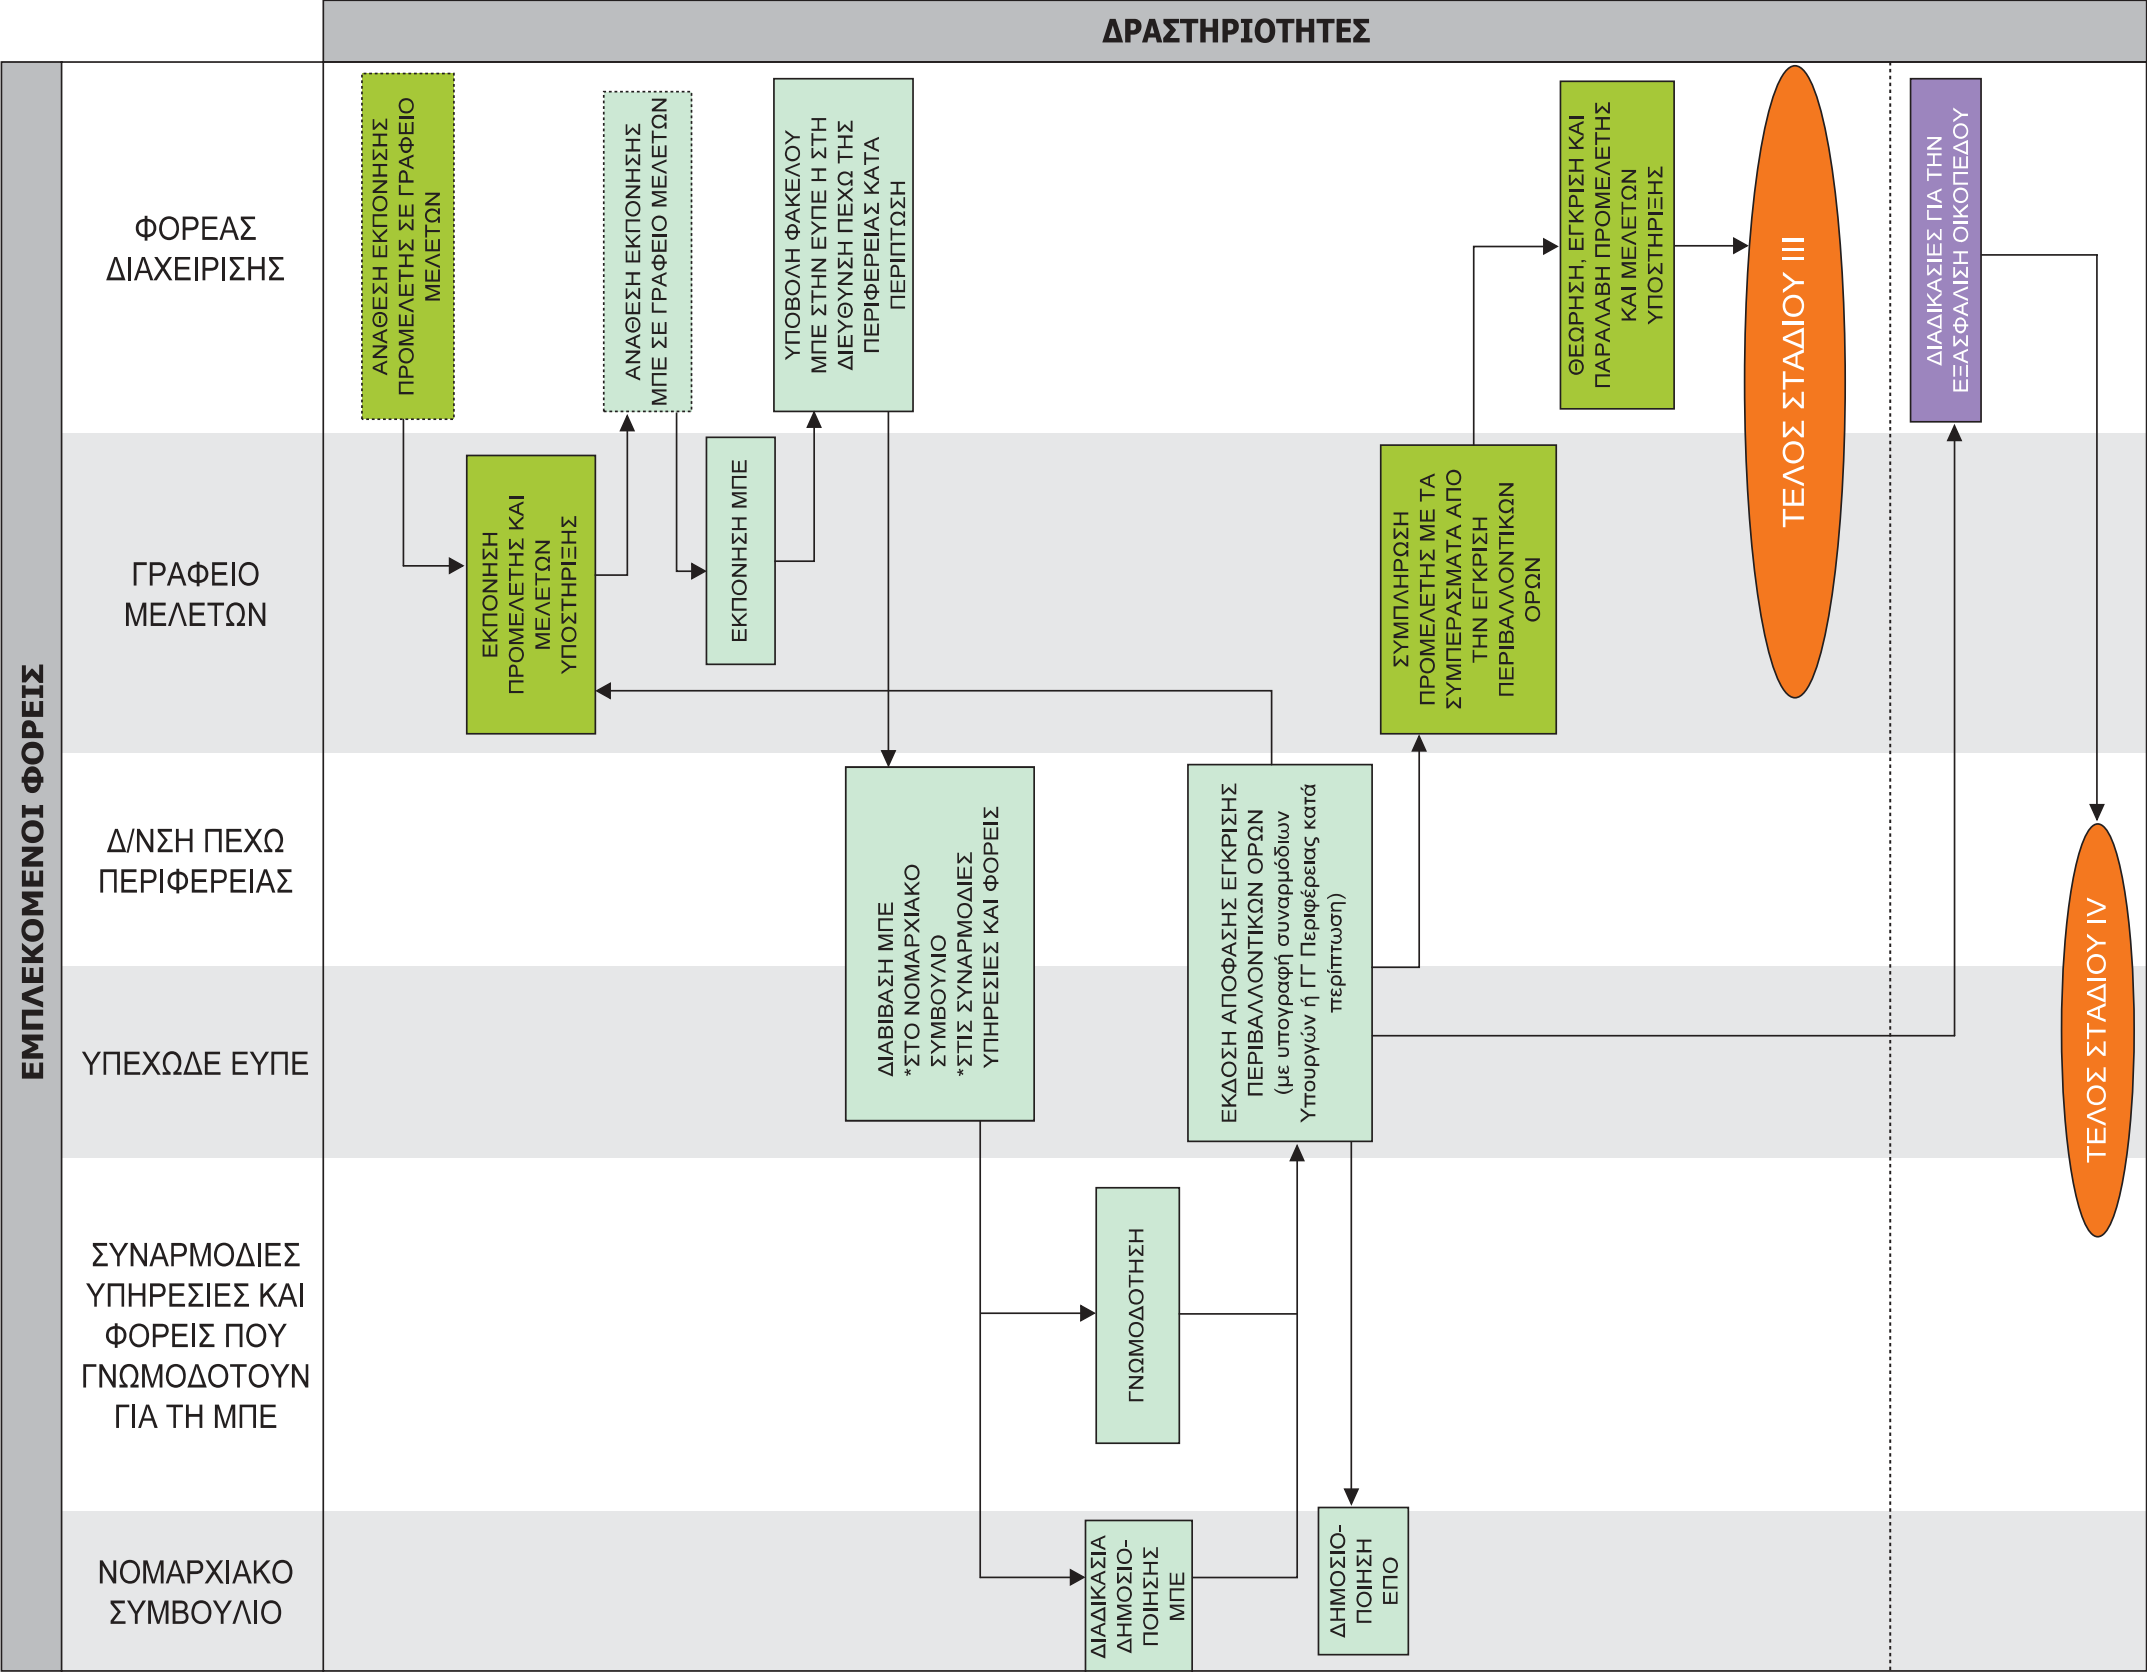 ΔΡΑΣΤΗΡΙΟΤΗΤΕΣ
ΕΜΠΛΕΚΟΜΕΝΟΙ ΦΟΡΕΙΣ
ΦΟΡΕΑΣ
ΔΙΑΧΕΙΡΙΣΗΣ
ΑΝΑΘΕΣΗ ΕΚΠΟΝΗΣΗΣ
ΠΡΟΜΕΛΕΤΗΣ ΣΕ ΓΡΑΦΕΙΟ
ΜΕΛΕΤΩΝ
ΑΝΑΘΕΣΗ ΕΚΠΟΝΗΣΗΣ
ΜΠΕ ΣΕ ΓΡΑΦΕΙΟ ΜΕΛΕΤΩΝ
ΥΠΟΒΟΛΗ ΦΑΚΕΛΟΥ
ΜΠΕ ΣΤΗΝ ΕΥΠΕ Η ΣΤΗ
ΔΙΕΥΘΥΝΣΗ ΠΕΧΩ ΤΗΣ
ΠΕΡΙΦΕΡΕΙΑΣ ΚΑΤΑ
ΠΕΡΙΠΤΩΣΗ
ΘΕΩΡΗΣΗ, ΕΓΚΡΙΣΗ ΚΑΙ
ΠΑΡΑΛΑΒΗ ΠΡΟΜΕΛΕΤΗΣ
ΚΑΙ ΜΕΛΕΤΩΝ
ΥΠΟΣΤΗΡΙΞΗΣ
ΤΕΛΟΣ ΣΤΑΔΙΟΥ III
ΔΙΑΔΙΚΑΣΙΕΣ ΓΙΑ ΤΗΝ
ΕΞΑΣΦΑΛΙΣΗ ΟΙΚΟΠΕΔΟΥ
ΓΡΑΦΕΙΟ
ΜΕΛΕΤΩΝ
ΕΚΠΟΝΗΣΗ
ΠΡΟΜΕΛΕΤΗΣ ΚΑΙ
ΜΕΛΕΤΩΝ
ΥΠΟΣΤΗΡΙΞΗΣ
ΕΚΠΟΝΗΣΗ ΜΠΕ
ΣΥΜΠΛΗΡΩΣΗ
ΠΡΟΜΕΛΕΤΗΣ ΜΕ ΤΑ
ΣΥΜΠΕΡΑΣΜΑΤΑ ΑΠΟ
ΤΗΝ ΕΓΚΡΙΣΗ
ΠΕΡΙΒΑΛΛΟΝΤΙΚΩΝ
ΟΡΩΝ
Δ/ΝΣΗ ΠΕΧΩ
ΠΕΡΙΦΕΡΕΙΑΣ
ΔΙΑΒΙΒΑΣΗ ΜΠΕ
*ΣΤΟ ΝΟΜΑΡΧΙΑΚΟ
ΣΥΜΒΟΥΛΙΟ
*ΣΤΙΣ ΣΥΝΑΡΜΟΔΙΕΣ
ΥΠΗΡΕΣΙΕΣ ΚΑΙ ΦΟΡΕΙΣ
ΕΚΔΟΣΗ ΑΠΟΦΑΣΗΣ ΕΓΚΡΙΣΗΣ
ΠΕΡΙΒΑΛΛΟΝΤΙΚΩΝ ΟΡΩΝ
(με υπογραφή συναρμόδιων
Υπουργών ή ΓΓ Περιφέρειας κατά
περίπτωση)
ΤΕΛΟΣ ΣΤΑΔΙΟΥ IV
ΥΠΕΧΩΔΕ ΕΥΠΕ
ΣΥΝΑΡΜΟΔΙΕΣ
ΥΠΗΡΕΣΙΕΣ ΚΑΙ
ΦΟΡΕΙΣ ΠΟΥ
ΓΝΩΜΟΔΟΤΟΥΝ
ΓΙΑ ΤΗ ΜΠΕ
ΓΝΩΜΟΔΟΤΗΣΗ
ΝΟΜΑΡΧΙΑΚΟ
ΣΥΜΒΟΥΛΙΟ
ΔΙΑΔΙΚΑΣΙΑ
ΔΗΜΟΣΙΟ-
ΠΟΙΗΣΗΣ
ΜΠΕ
ΔΗΜΟΣΙΟ-
ΠΟΙΗΣΗ
ΕΠΟ